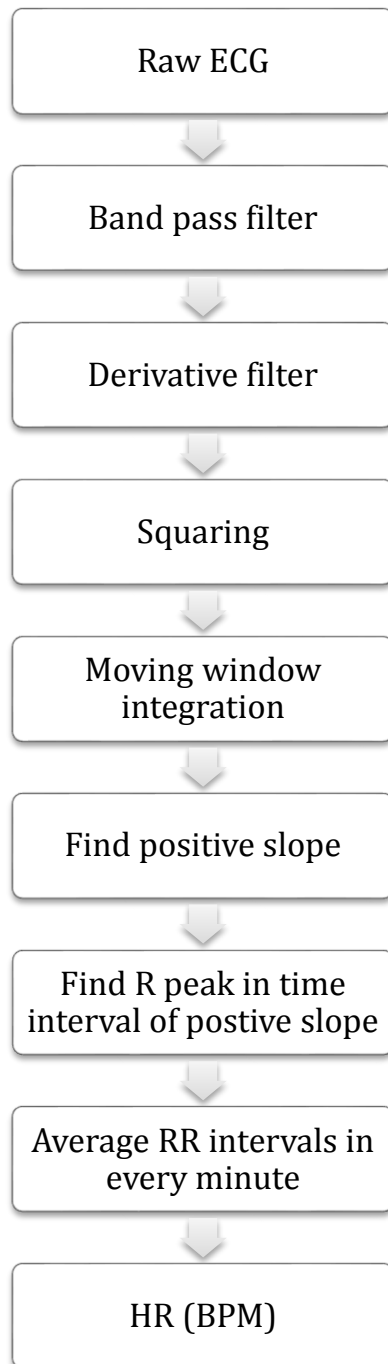 Raw ECG
Band pass filter
Derivative filter
Squaring
Moving window
integration
Find positive slope
Find R peak in time
interval of postive slope
Average RR intervals in
every minute
HR (BPM)